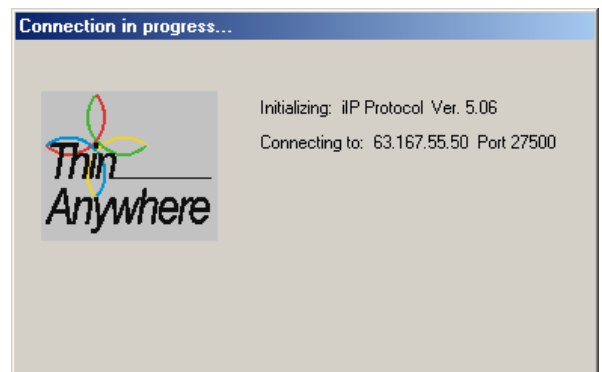 Connection in progress...
Initializing: iIP Protocol Ver. 5.06
Connecting to: 63.167.55.50 Port 27500
Thin
Anywhere